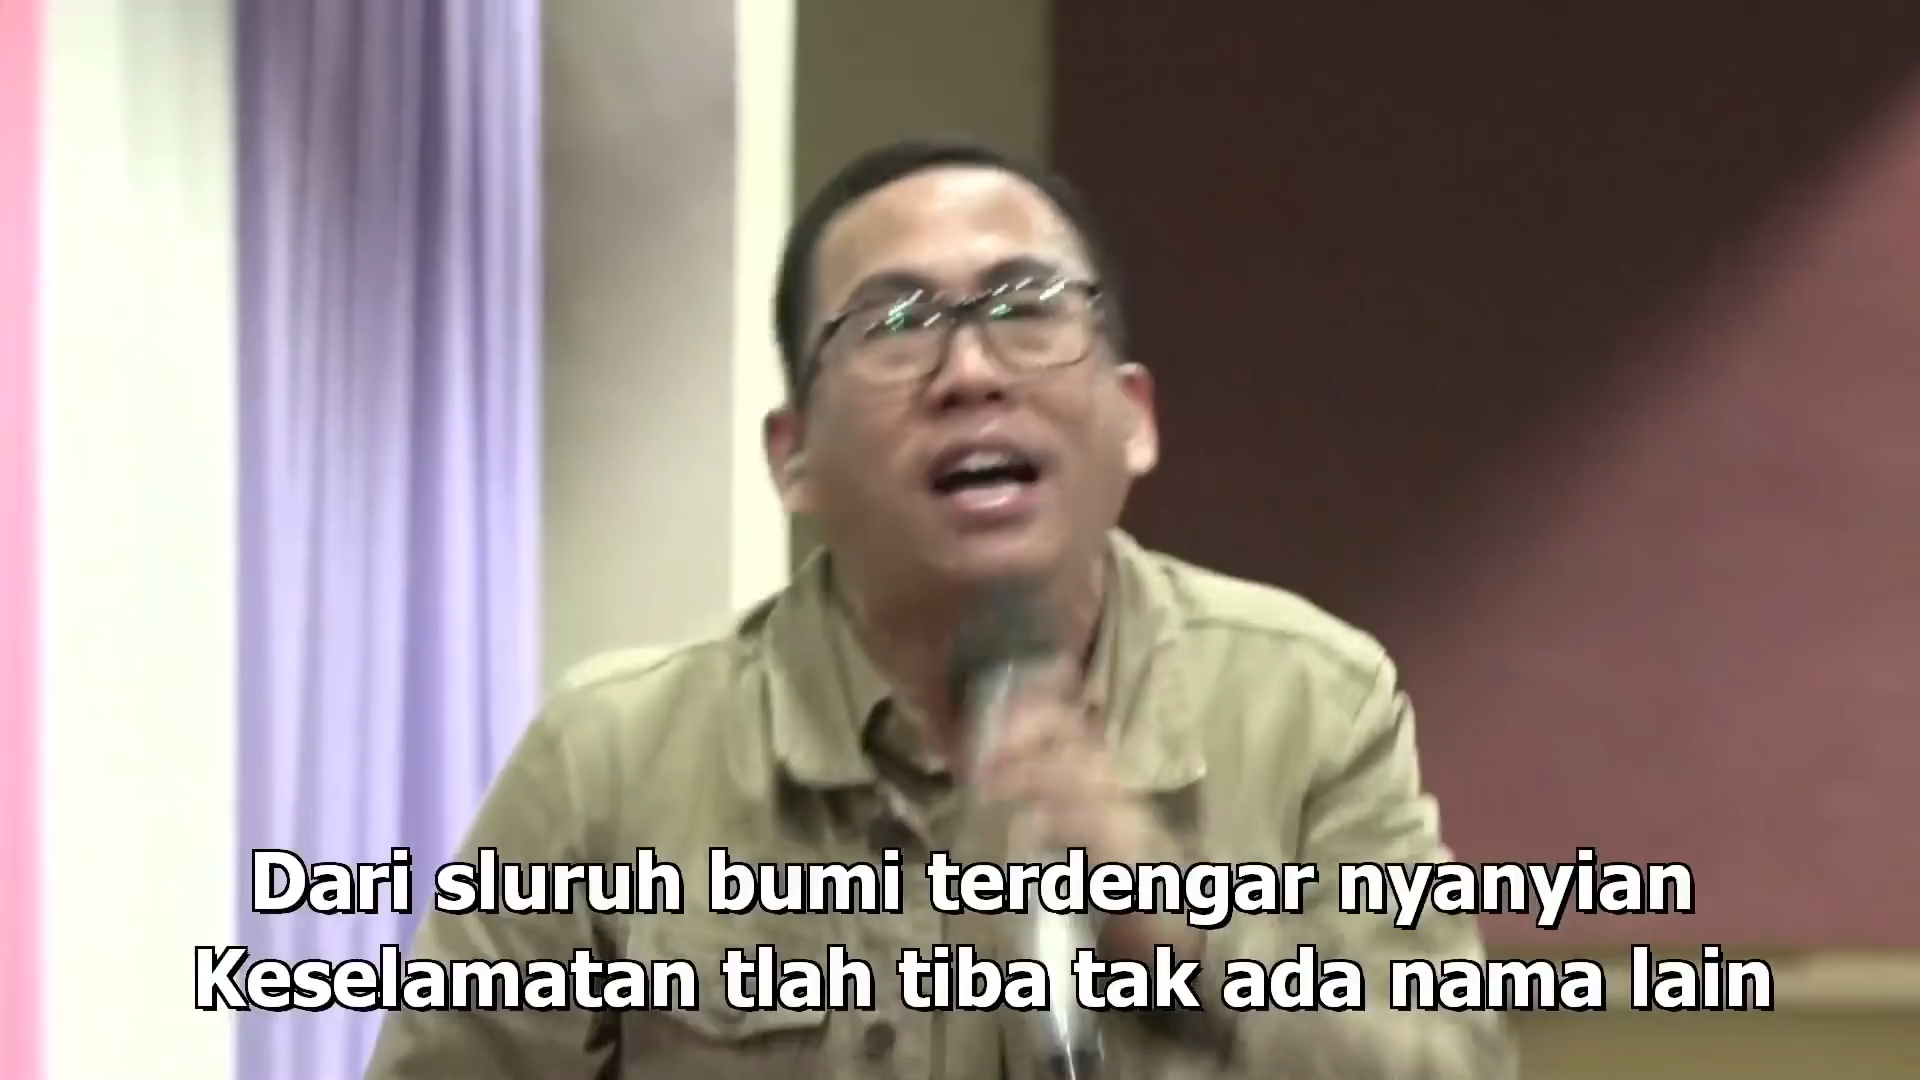 Dari sluruh bumi terdengar nyanyian
Keselamatan tlah tiba tak ada nama lain